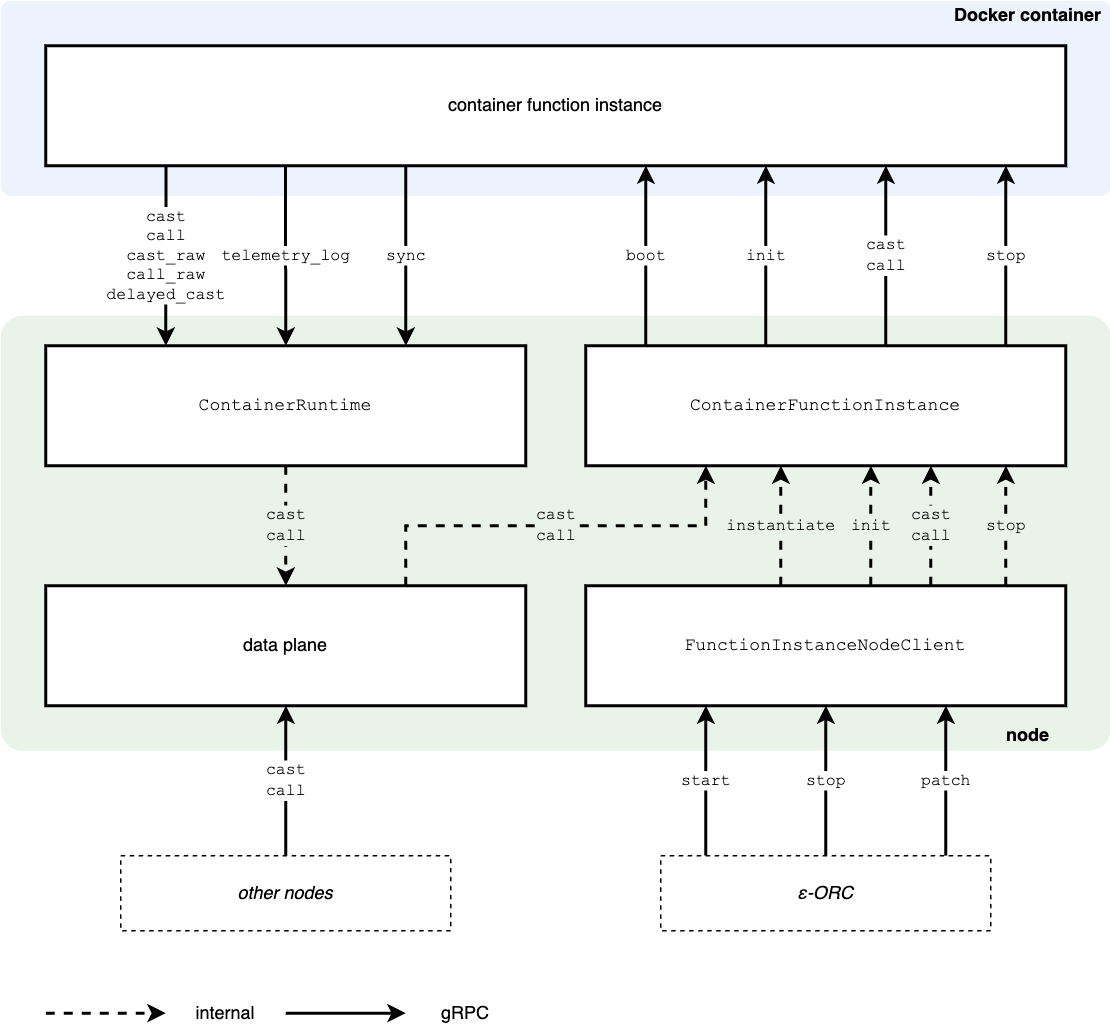 Docker container
container function instance
cast
call
cast_raw
call_raw
delayed_cast
telemetry_log
sync
boot
init
cast
call
stop
ContainerRuntime
ContainerFunctionInstance
cast
call
cast
call
instantiate
init
cast
call
stop
data plane
FunctionInstanceNodeClient
node
cast
call
start
stop
patch
other nodes
ε-ORC
internal
gRPC